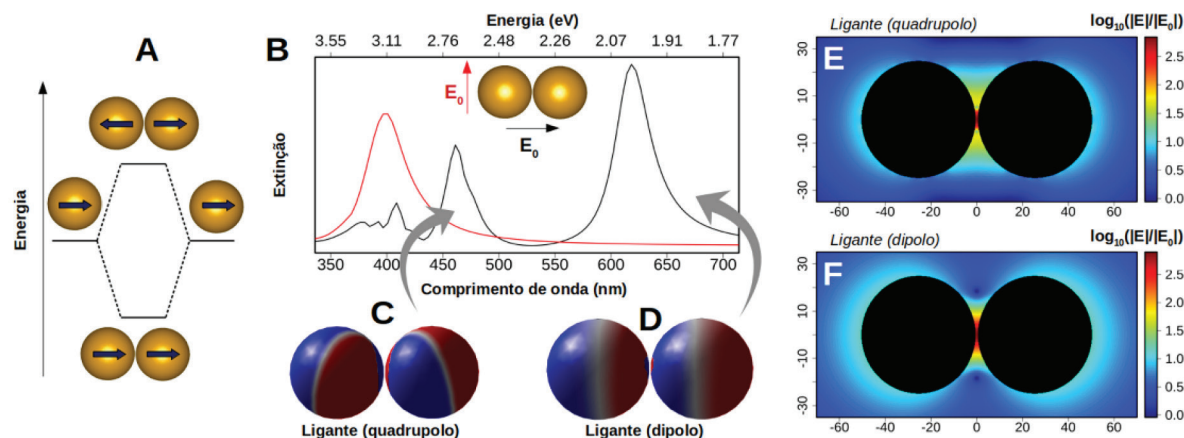 A
Energia
B
Energia (eV)
3.55 3.11 2.76 2.48 2.26 2.07 1.91 1.77
E0
E0
Extinção
350 400 450 500 550 600 650 700
Comprimento de onda (nm)
C
Ligante (quadrupolo)
D
Ligante (dipolo)
Ligante (quadrupolo)
log10(|E|/|E0|)
E
30
10
-10
-30
-60 -40 -20 0 20 40 60
2.5
2.0
1.5
1.0
0.5
0.0
Ligante (dipolo)
log10(|E|/|E0|)
F
30
10
-10
-30
-60 -40 -20 0 20 40 60
2.5
2.0
1.5
1.0
0.5
0.0